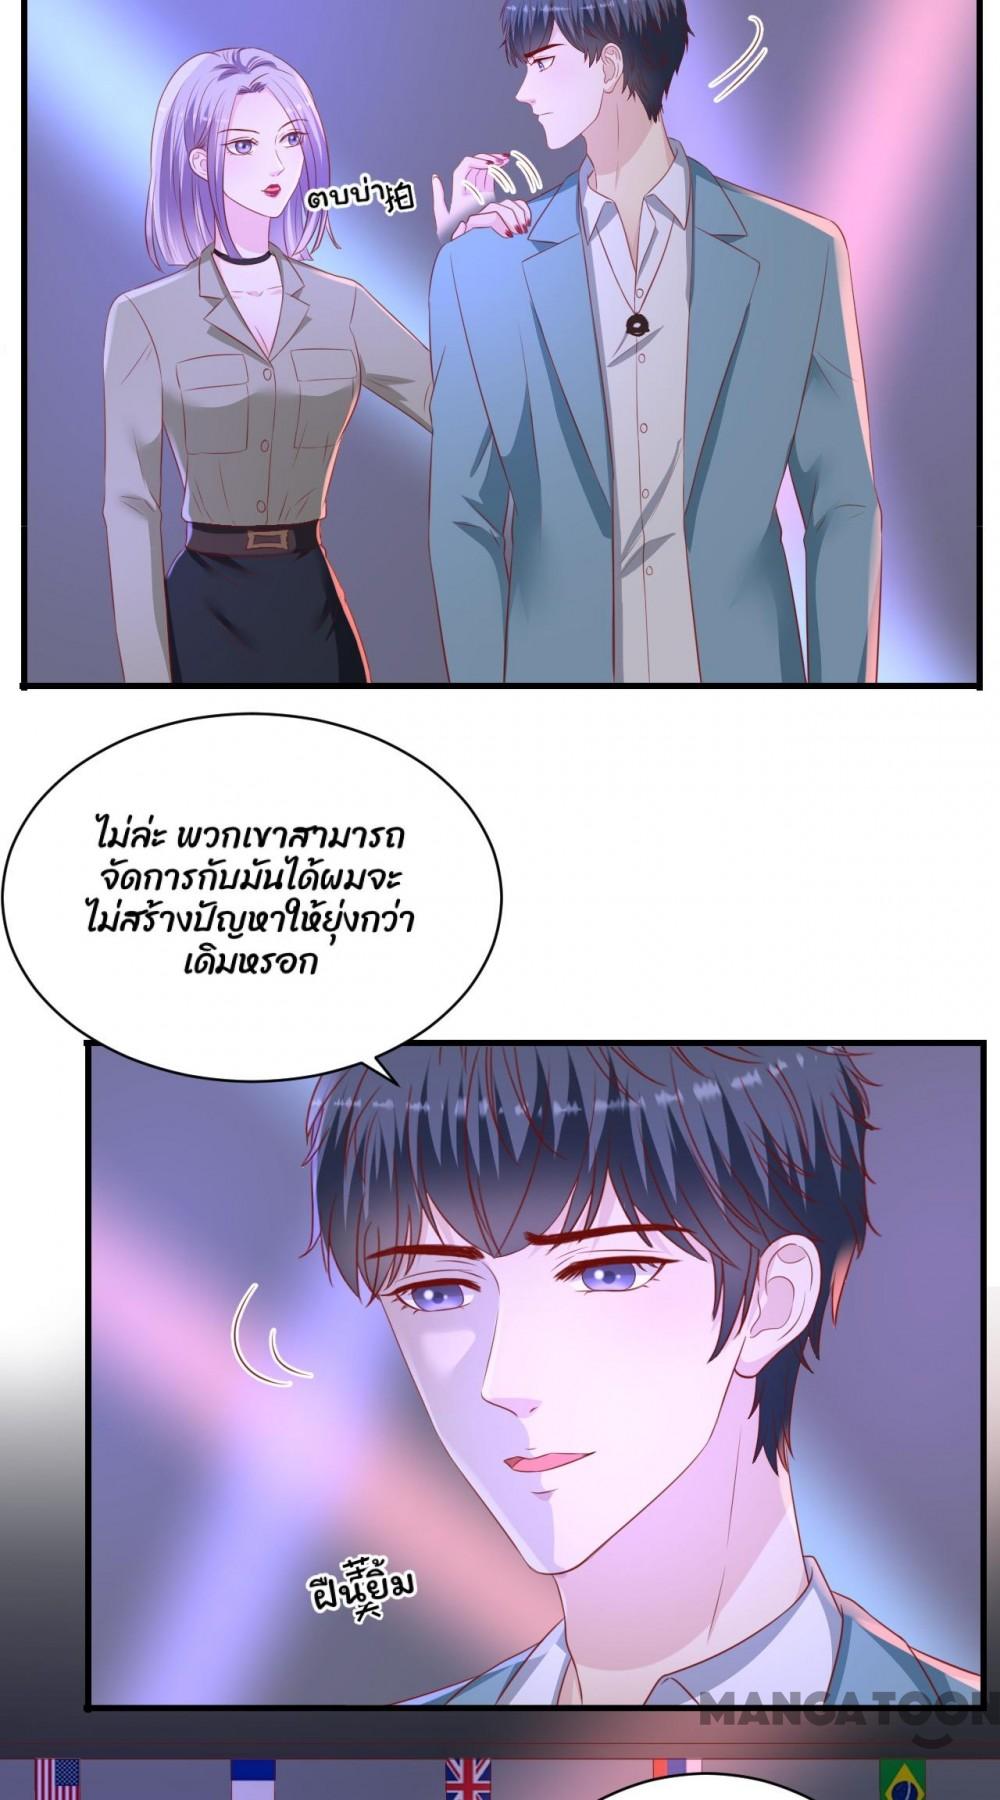 ตบบ่า拍
ไม่ล่ะ พวกเขาสามารถ
จัดการกับมันได้ผมจะ
ไม่สร้างปัญหาให้ยุ่งกว่า
เดิมหรอก
ฝืนยิ้ม
MANGATOON